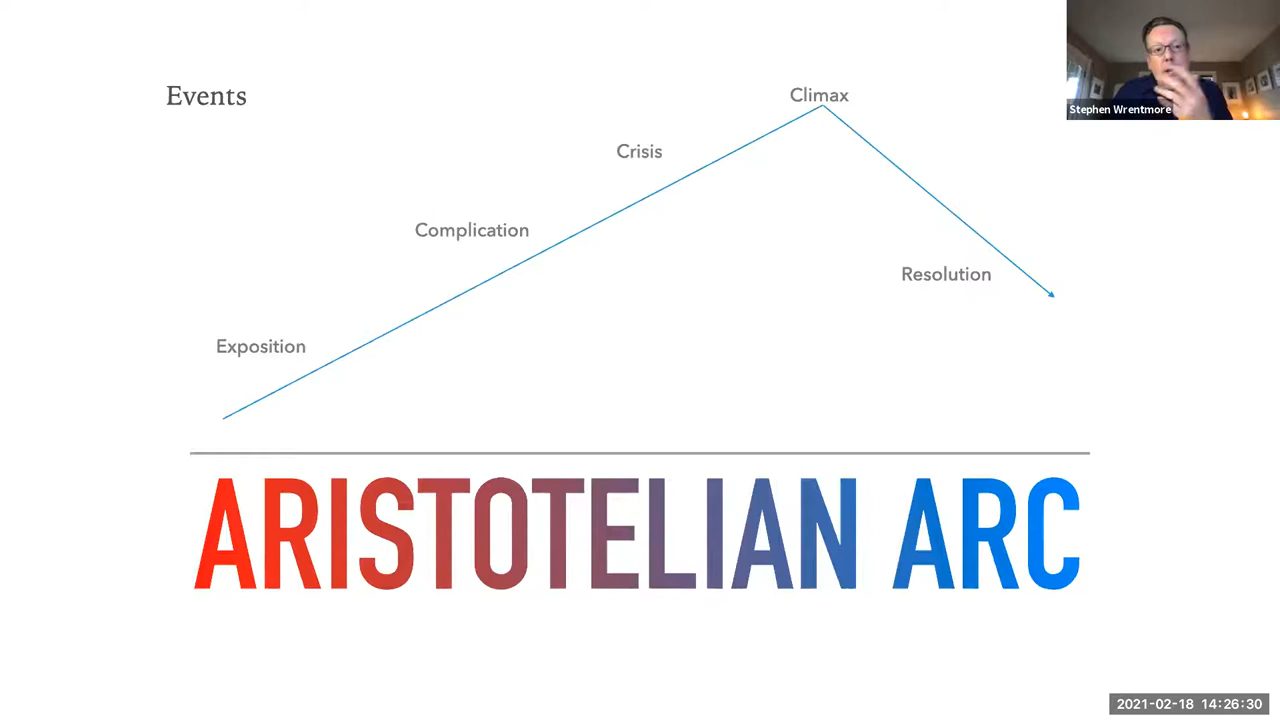 Events
Climax
Stephen Wrentmore
Crisis
Complication
Resolution
Exposition
ARISTOTELIAN ARC
2021-02-18 14:26:30